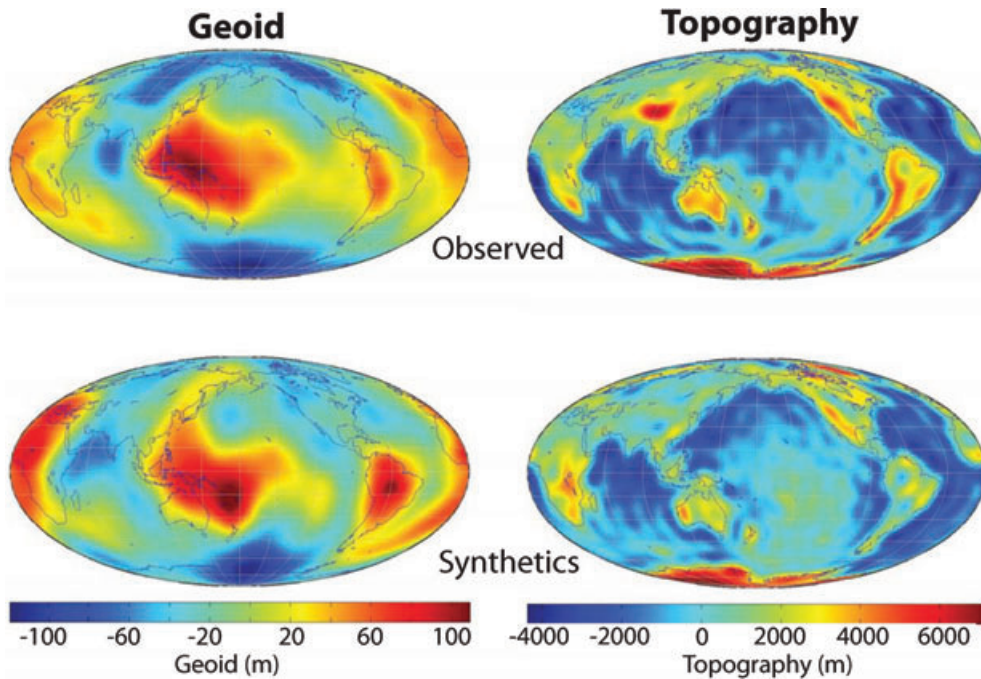 Geoid
Topography
Observed
Synthetics
-100 -60 -20 20 60 100
Geoid (m)
-4000 -2000 0 2000 4000 6000
Topography (m)